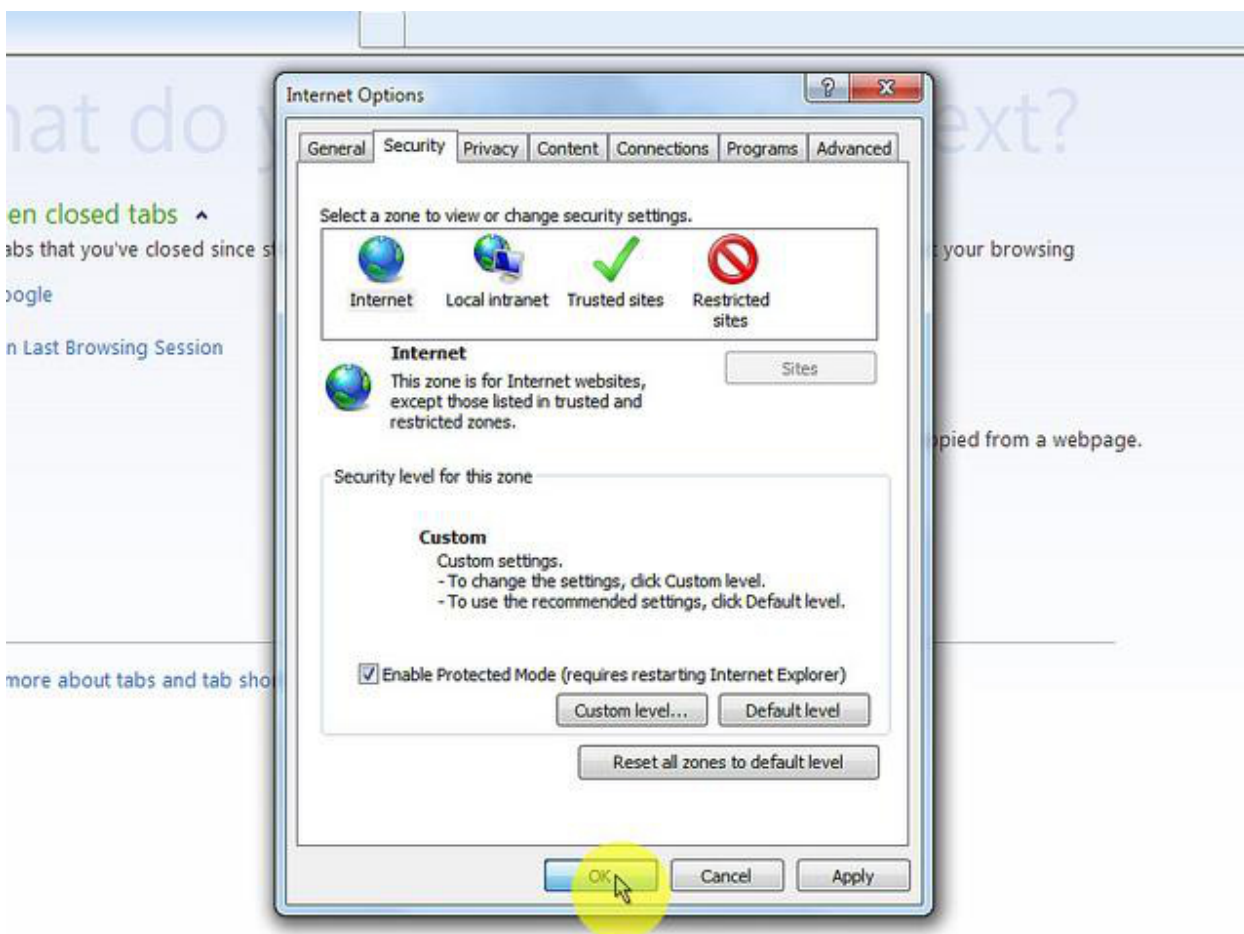 hat do
ext?
Internet Options
General Security Privacy Content Connections Programs Advanced
en closed tabs
abs that you've closed since
your browsing
oogle
n Last Browsing Session
Select a zone to view or change security settings.
Internet Local intranet Trusted sites Restricted sites
Internet
Sites
This zone is for Internet websites,
except those listed in trusted and
restricted zones.
opied from a webpage.
Security level for this zone
Custom
Custom settings.
- To change the settings, click Custom level.
- To use the recommended settings, click Default level.
more about tabs and tab
Enable Protected Mode (requires restarting Internet Explorer)
Custom level... Default level
Reset all zones to default level
OK Cancel Apply